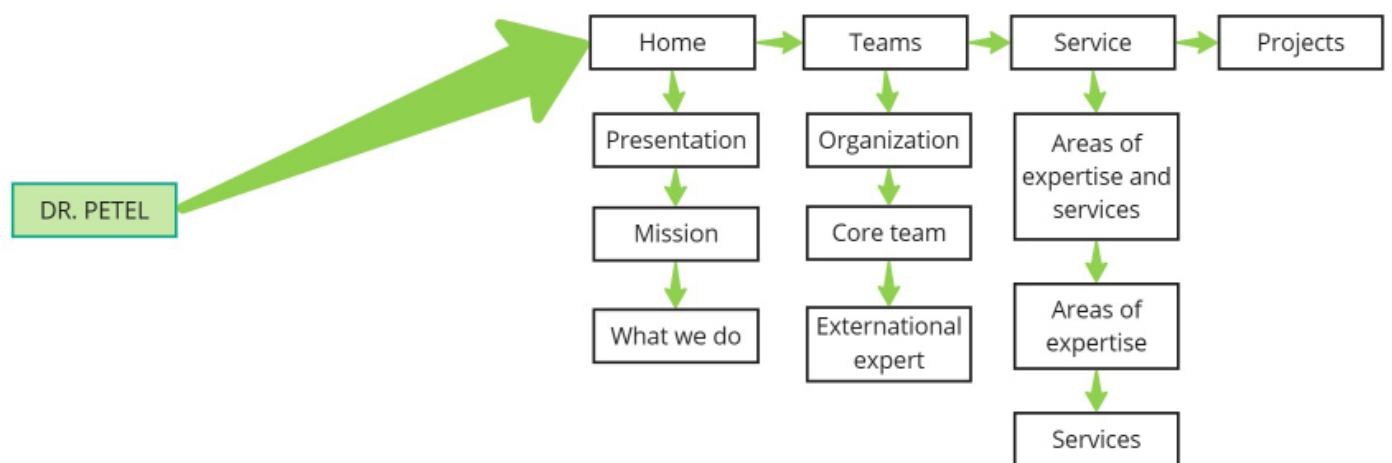 Home
Teams
Service
Projects
Presentation
Organization
Areas of
expertise and
services
DR. PETEL
Mission
Core team
What we do
Externational
expert
Areas of
expertise
Services